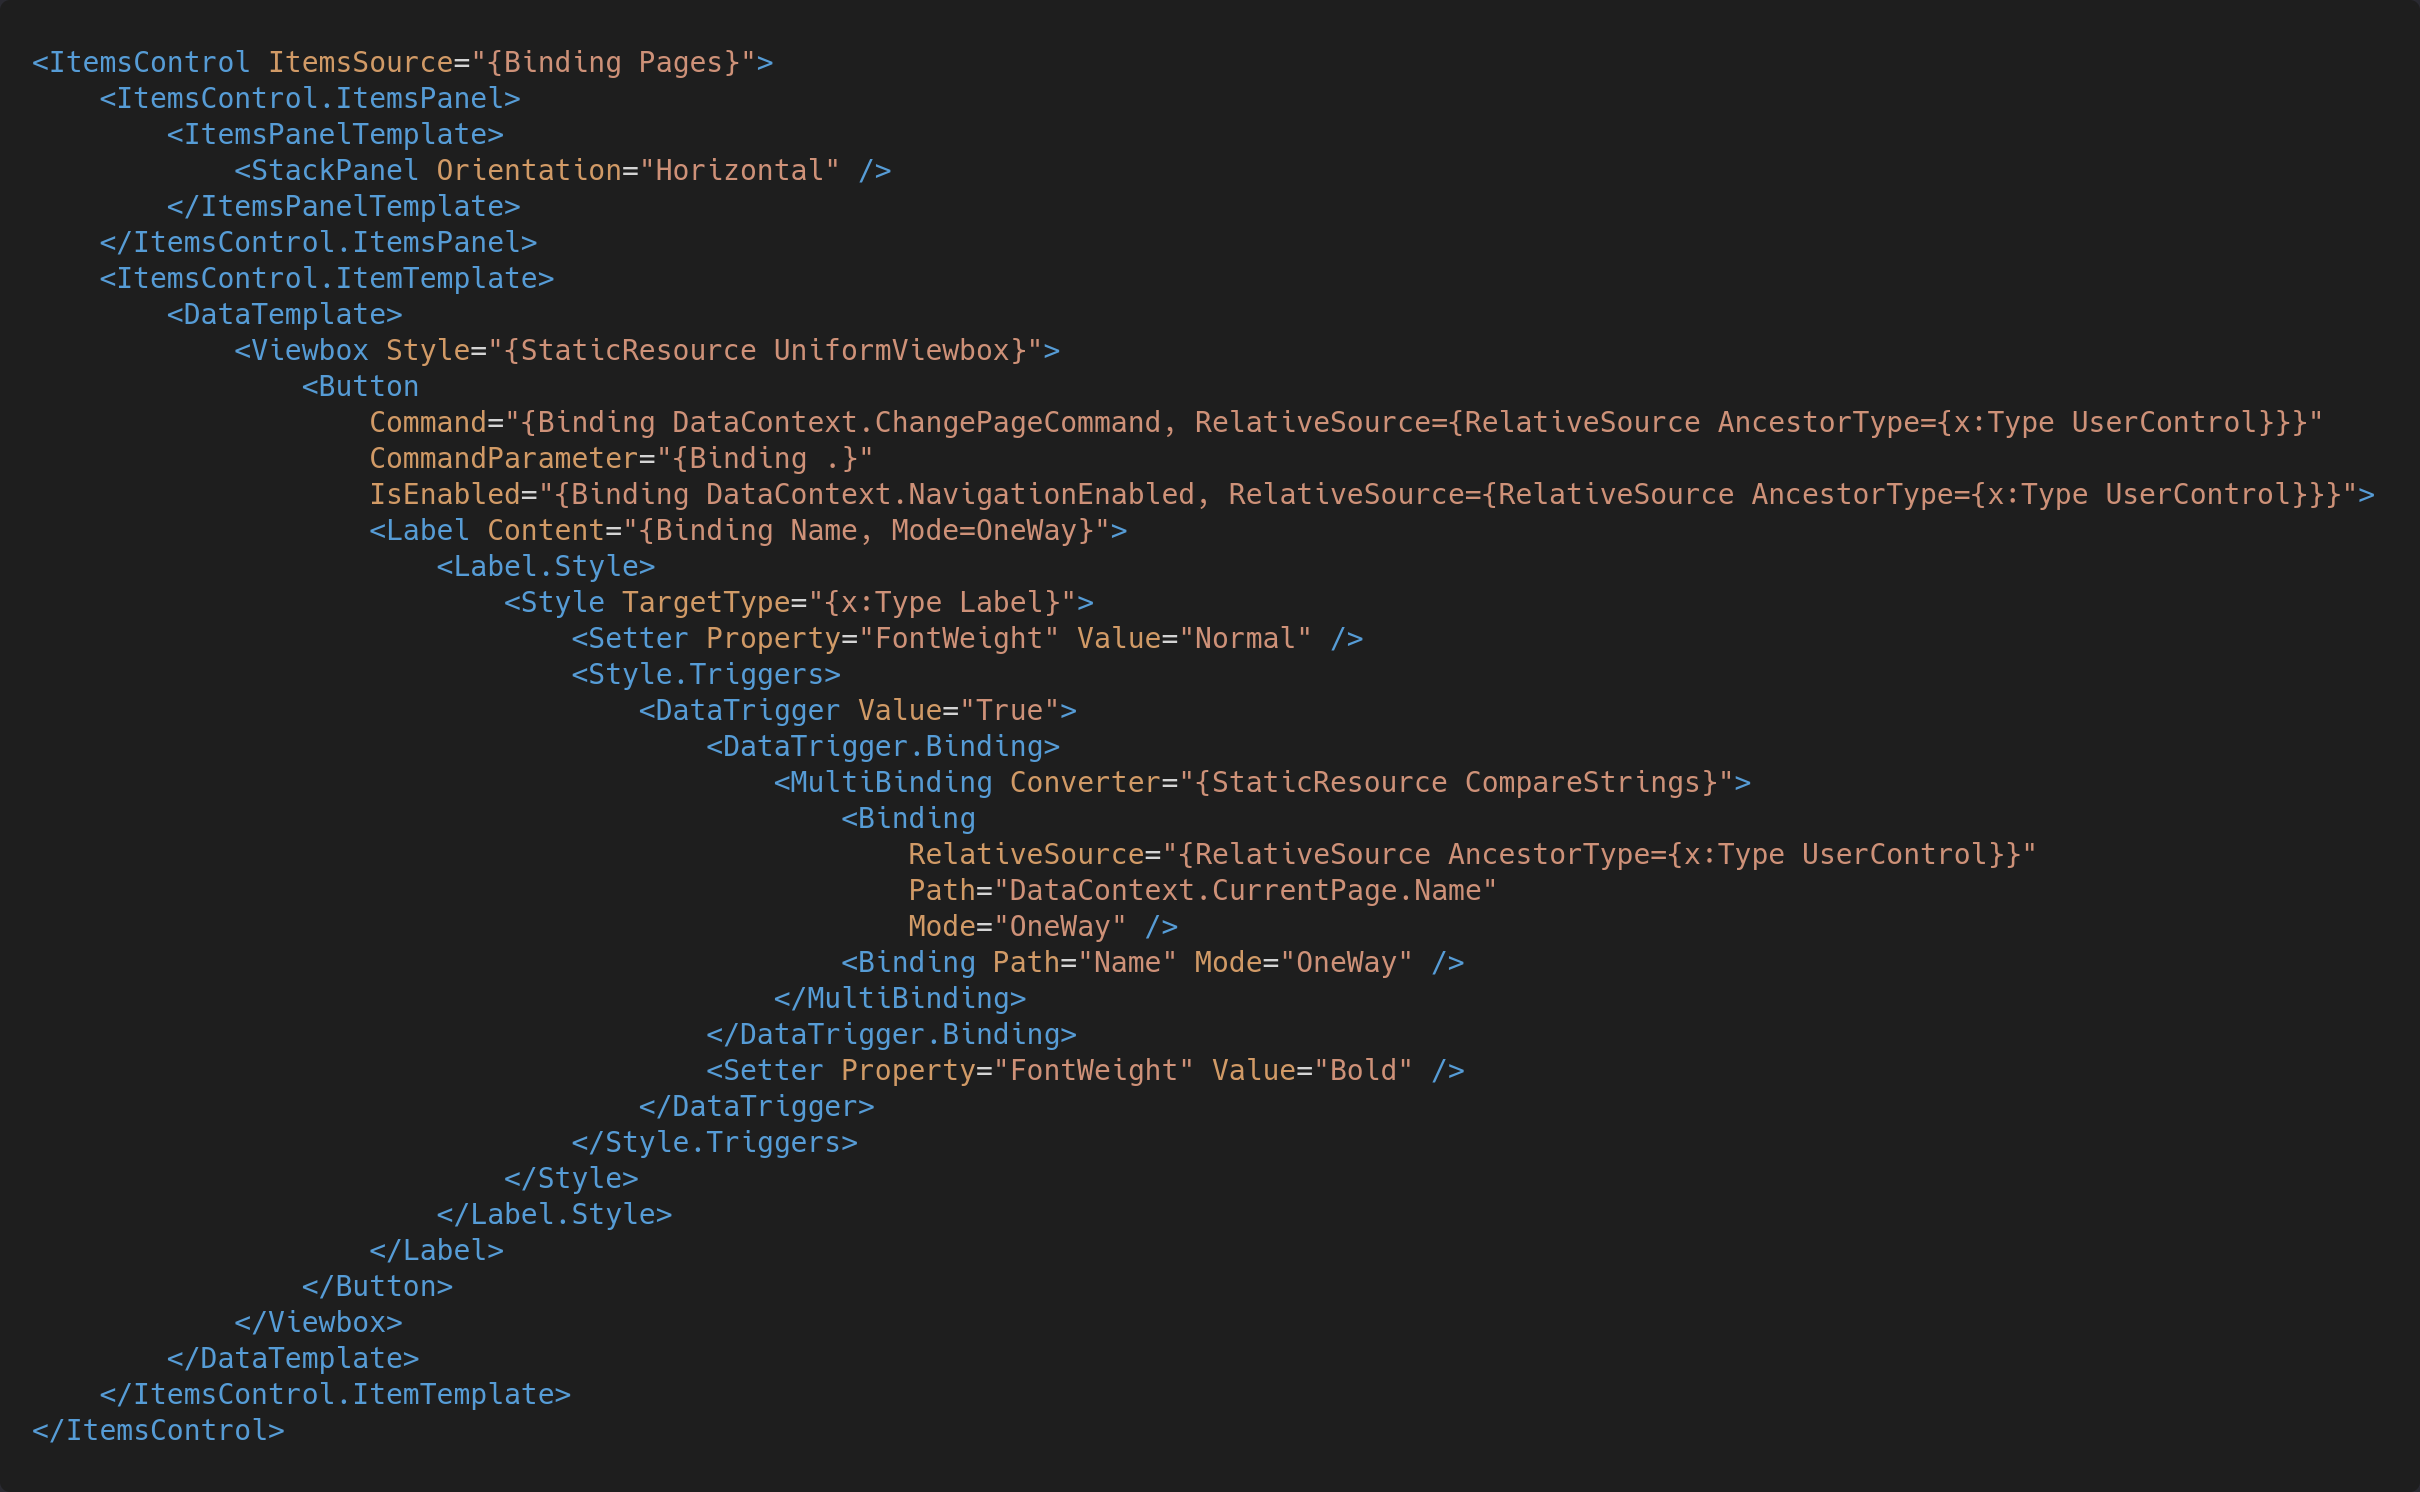 <ItemsControl ItemsSource="{Binding Pages}">
    <ItemsControl.ItemsPanel>
        <ItemsPanelTemplate>
            <StackPanel Orientation="Horizontal" />
        </ItemsPanelTemplate>
    </ItemsControl.ItemsPanel>
    <ItemsControl.ItemTemplate>
        <DataTemplate>
            <Viewbox Style="{StaticResource UniformViewbox}">
                <Button
                    Command="{Binding DataContext.ChangePageCommand, RelativeSource={RelativeSource AncestorType={x:Type UserControl}}}"
                    CommandParameter="{Binding .}"
                    IsEnabled="{Binding DataContext.NavigationEnabled, RelativeSource={RelativeSource AncestorType={x:Type UserControl}}}">
                    <Label Content="{Binding Name, Mode=OneWay}">
                        <Label.Style>
                            <Style TargetType="{x:Type Label}">
                                <Setter Property="FontWeight" Value="Normal" />
                                <Style.Triggers>
                                    <DataTrigger Value="True">
                                        <DataTrigger.Binding>
                                            <MultiBinding Converter="{StaticResource CompareStrings}">
                                                <Binding
                                                    RelativeSource="{RelativeSource AncestorType={x:Type UserControl}}"
                                                    Path="DataContext.CurrentPage.Name"
                                                    Mode="OneWay" />
                                                <Binding Path="Name" Mode="OneWay" />
                                            </MultiBinding>
                                        </DataTrigger.Binding>
                                        <Setter Property="FontWeight" Value="Bold" />
                                    </DataTrigger>
                                </Style.Triggers>
                            </Style>
                        </Label.Style>
                    </Label>
                </Button>
            </Viewbox>
        </DataTemplate>
    </ItemsControl.ItemTemplate>
</ItemsControl>